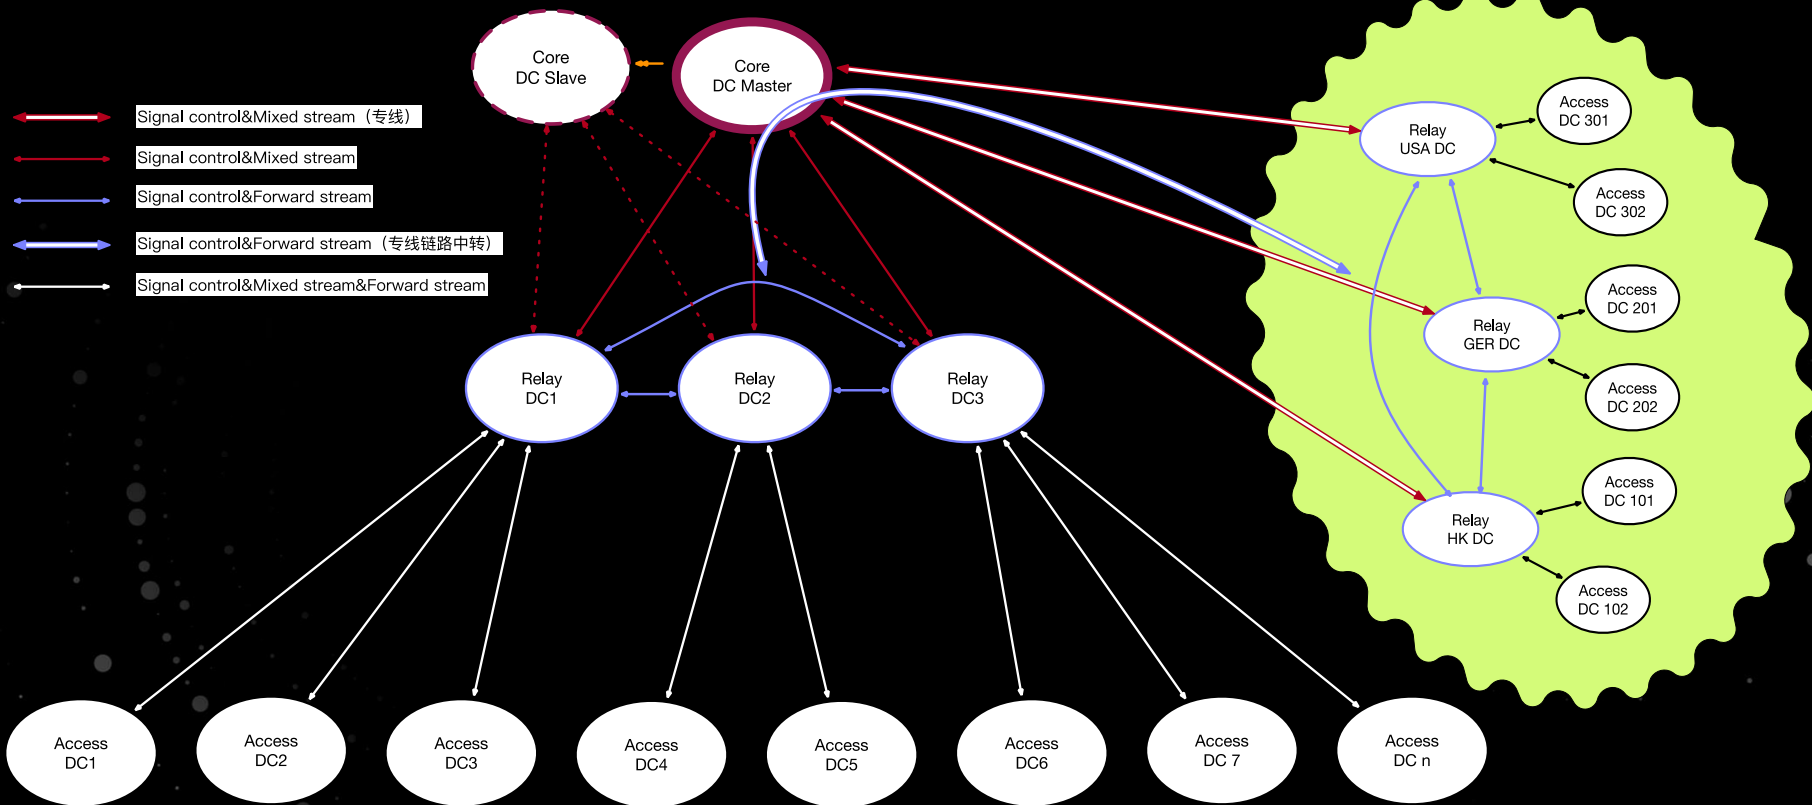 Core
DC Slave
Core
DC Master
Signal control&Mixed stream（专线）
Signal control&Mixed stream
Signal control&Forward stream
Signal control&Forward stream（专线链路中转）
Signal control&Mixed stream&Forward stream
Relay
DC1
Relay
DC2
Relay
DC3
Access
DC1
Access
DC2
Access
DC3
Access
DC4
Access
DC5
Access
DC6
Access
DC 7
Access
DC n
Relay
USA DC
Access
DC 301
Access
DC 302
Relay
GER DC
Access
DC 201
Access
DC 202
Relay
HK DC
Access
DC 101
Access
DC 102